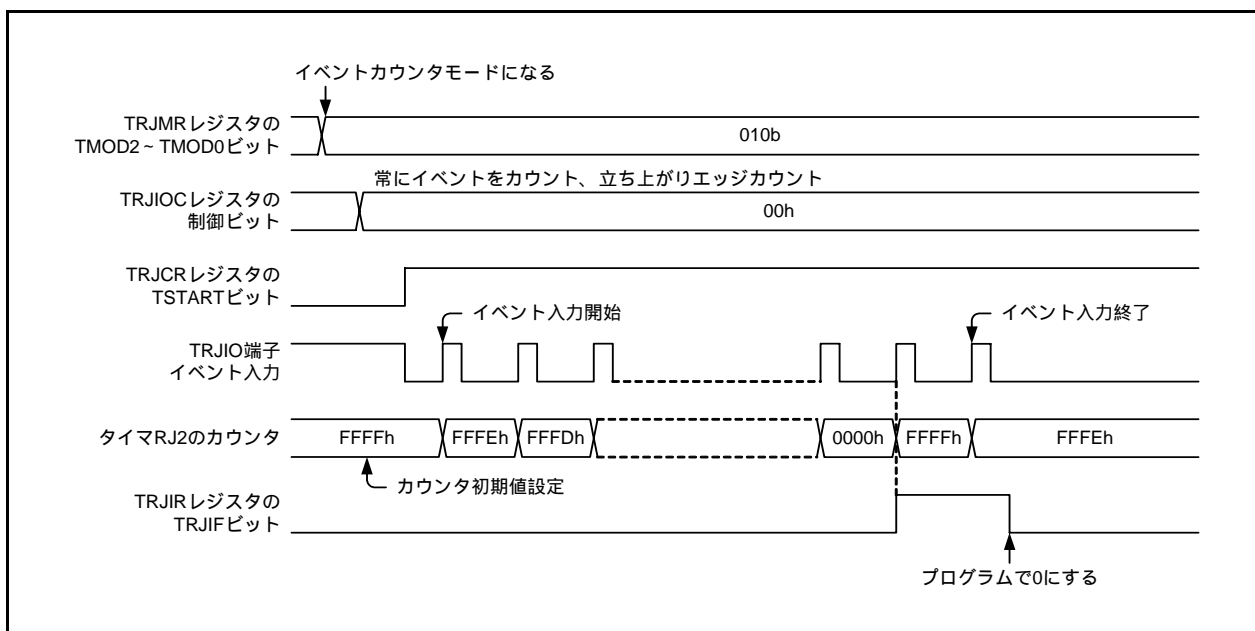 イベントカウンタモードになる
TRJMRレジスタの
TMOD2~TMOD0ビット
010b
常にイベントをカウント、立ち上がりエッジカウント
TRJIOCレジスタの
制御ビット
00h
TRJCRレジスタの
TSTARTビット
イベント入力開始
イベント入力終了
TRJIO端子
イベント入力
タイマRJ2のカウンタ
FFFFh
FFFEh
FFFDh
0000h
FFFFh
FFFEh
カウンタ初期値設定
TRJIRレジスタの
TRJIFビット
プログラムで0にする